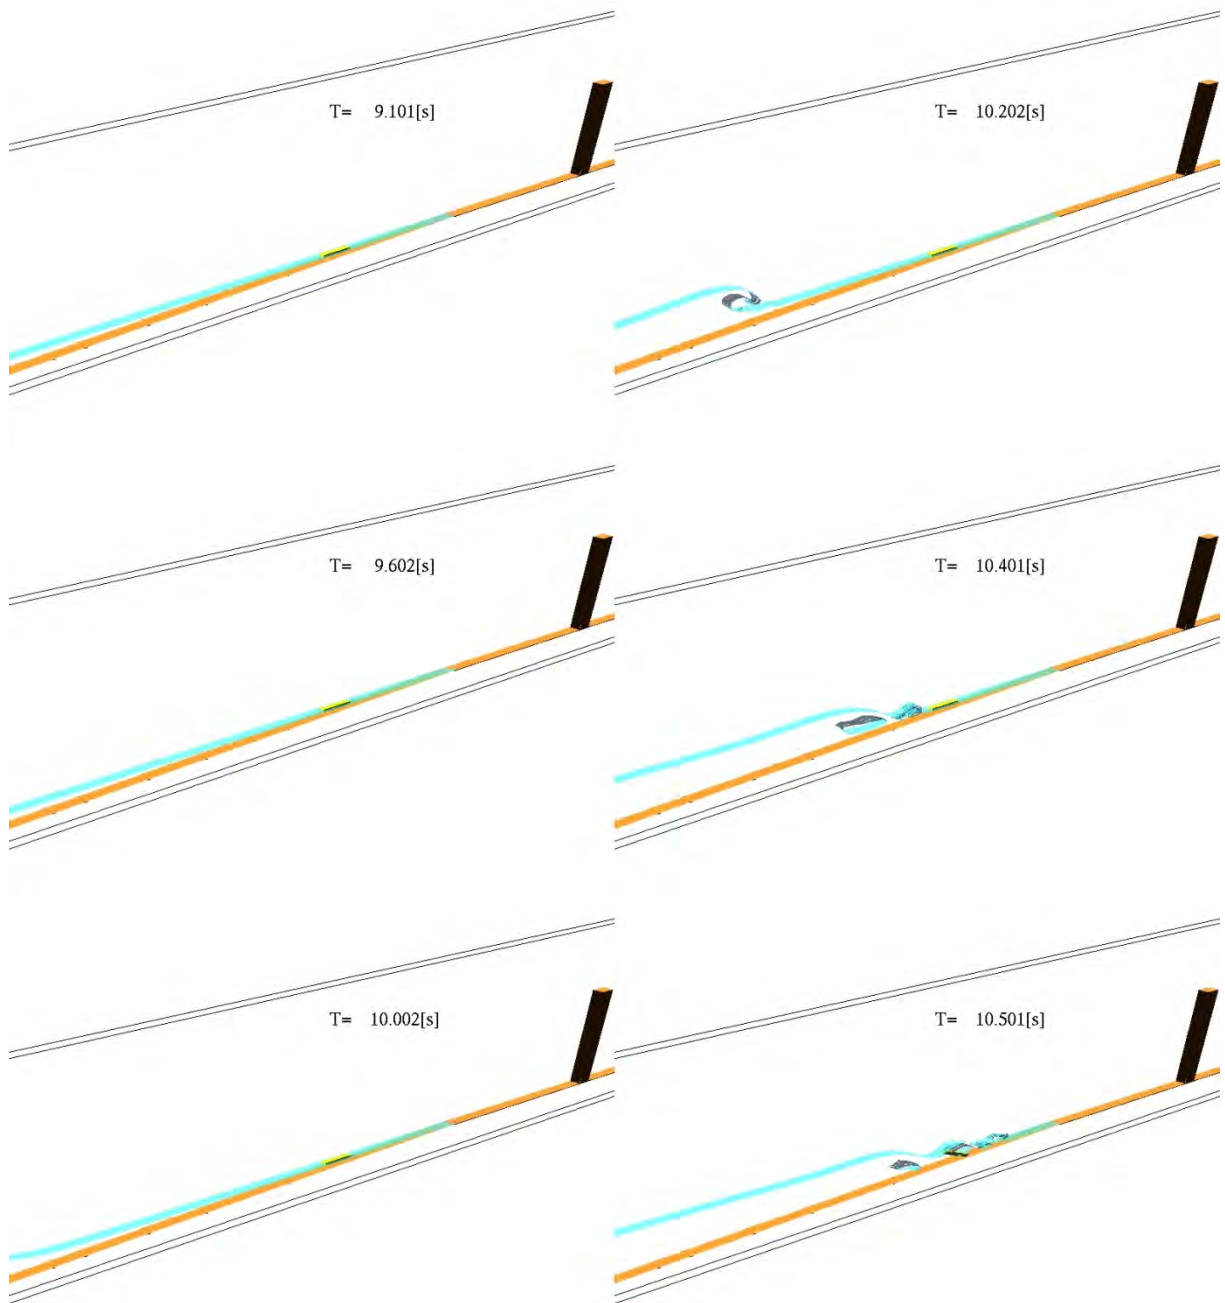 T= 9.101[s]
T= 10.202[s]
T= 9.602[s]
T= 10.401[s]
T= 10.002[s]
T= 10.501[s]